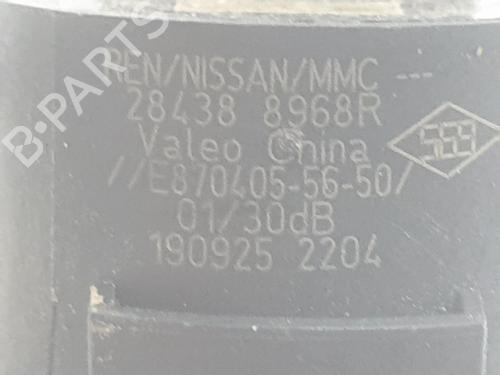 B-PARTS
REN/NISSAN/MMC ---
28438 8968R
Valeo China
//E870405-56-50/
01/30dB
190925 2204